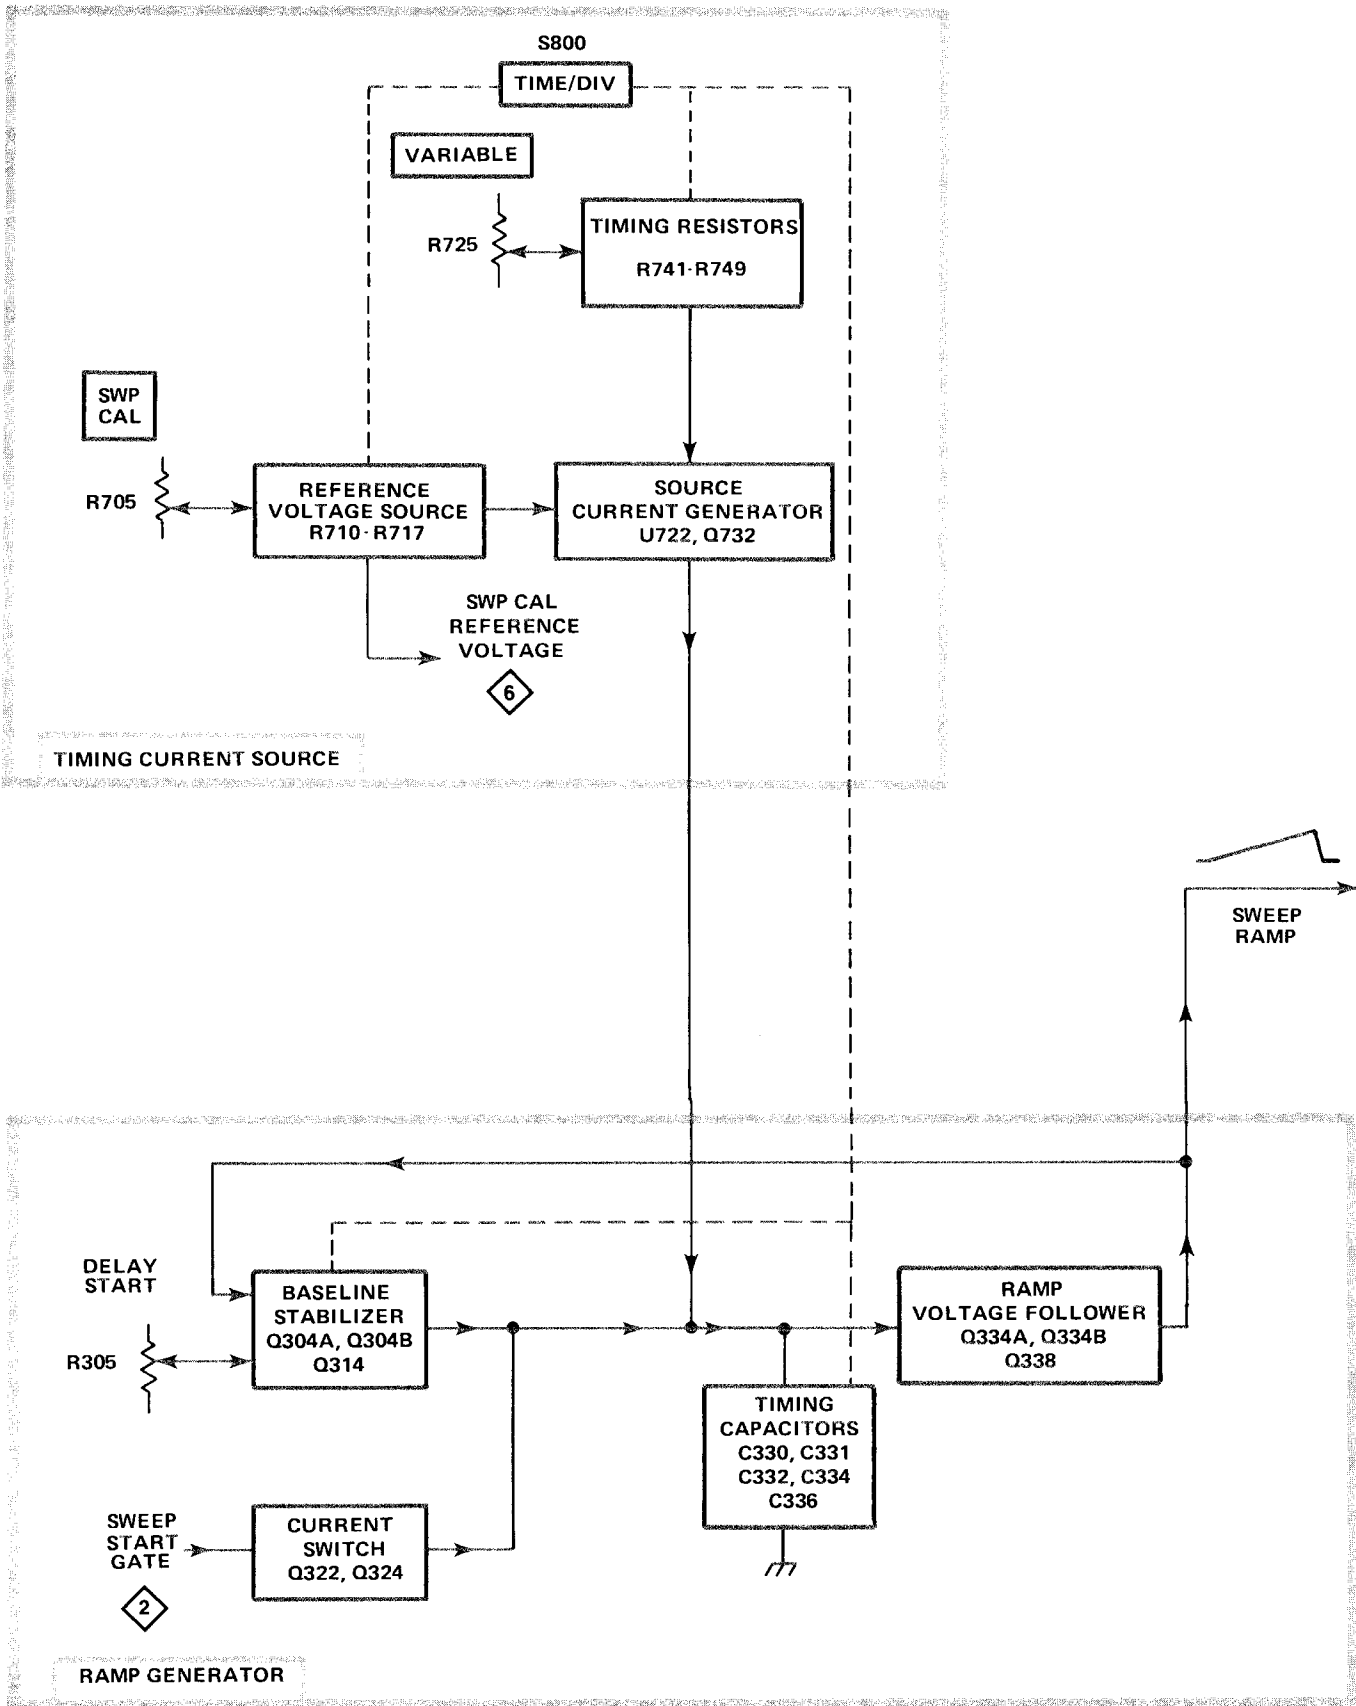 S800
TIME/DIV
VARIABLE
R725
TIMING RESISTORS
R741-R749
SWP
CAL
R705
REFERENCE
VOLTAGE SOURCE
R710-R717
SOURCE
CURRENT GENERATOR
U722, Q732
SWP CAL
REFERENCE
VOLTAGE
6
TIMING CURRENT SOURCE
SWEEP
RAMP
DELAY
START
R305
BASELINE
STABILIZER
Q304A, Q304B
Q314
RAMP
VOLTAGE FOLLOWER
Q334A, Q334B
Q338
TIMING
CAPACITORS
C330, C331
C332, C334
C336
SWEEP
START
GATE
2
CURRENT
SWITCH
Q322, Q324
RAMP GENERATOR